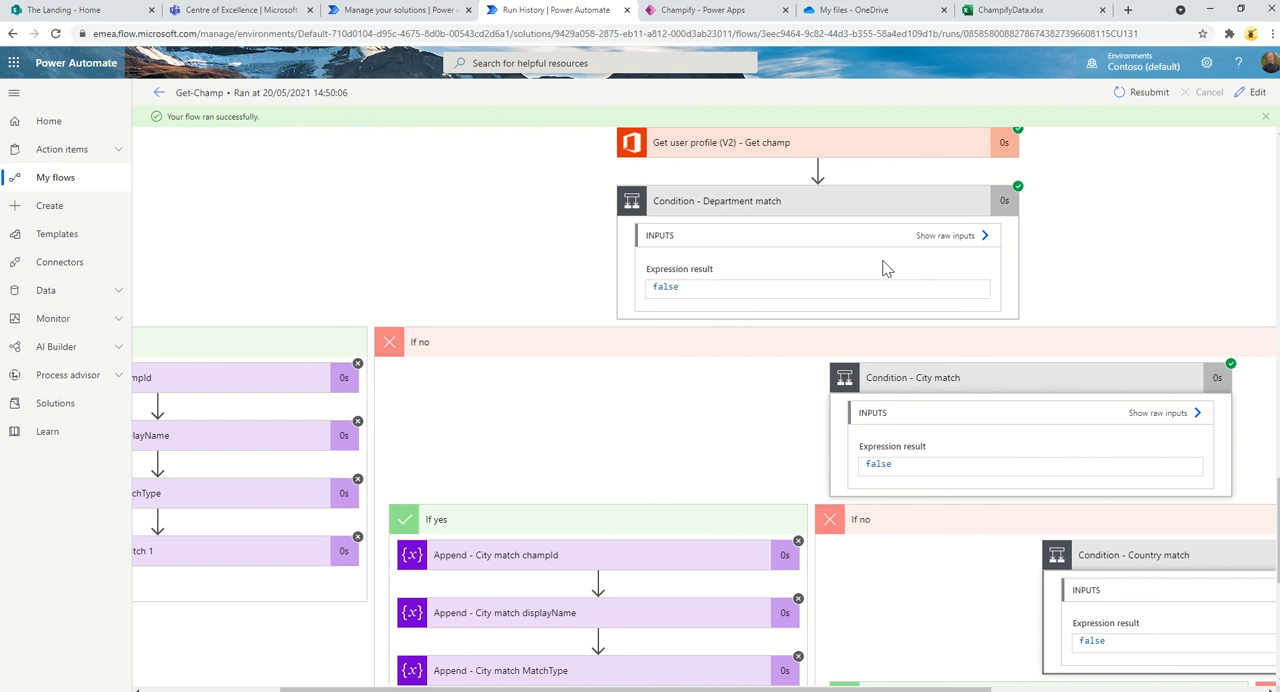 The Landing - Home
Centre of Excellence | Microsoft
Manage your solutions | Power A
Run History | Power Automate
Champify - Power Apps
My files - OneDrive
ChampifyData.xlsx
emea.flow.microsoft.com/manage/environments/Default-710d0104-d95c-4675-8d0b-00543cd2d6a1/solutions/9429a058-2875-eb11-a812-000d3ab23011/flows/3eec9464-9c82-44d3-b355-58a4ed109d1b/runs/08585800882786743827396608115CU131
Power Automate
Search for helpful resources
Environments
Contoso (default)
Get-Champ • Ran at 20/05/2021 14:50:06
Resubmit
Cancel
Edit
Your flow ran successfully.
Home
Action items
My flows
Create
Templates
Connectors
Data
Monitor
AI Builder
Process advisor
Solutions
Learn
Get user profile (V2) - Get champ
0s
Condition - Department match
0s
INPUTS
Show raw inputs
Expression result
false
If no
mpId
0s
layName
0s
chType
0s
tch 1
0s
Condition - City match
0s
INPUTS
Show raw inputs
Expression result
false
If yes
{x} Append - City match champId
0s
{x} Append - City match displayName
0s
{x} Append - City match MatchType
0s
If no
Condition - Country match
INPUTS
Expression result
false